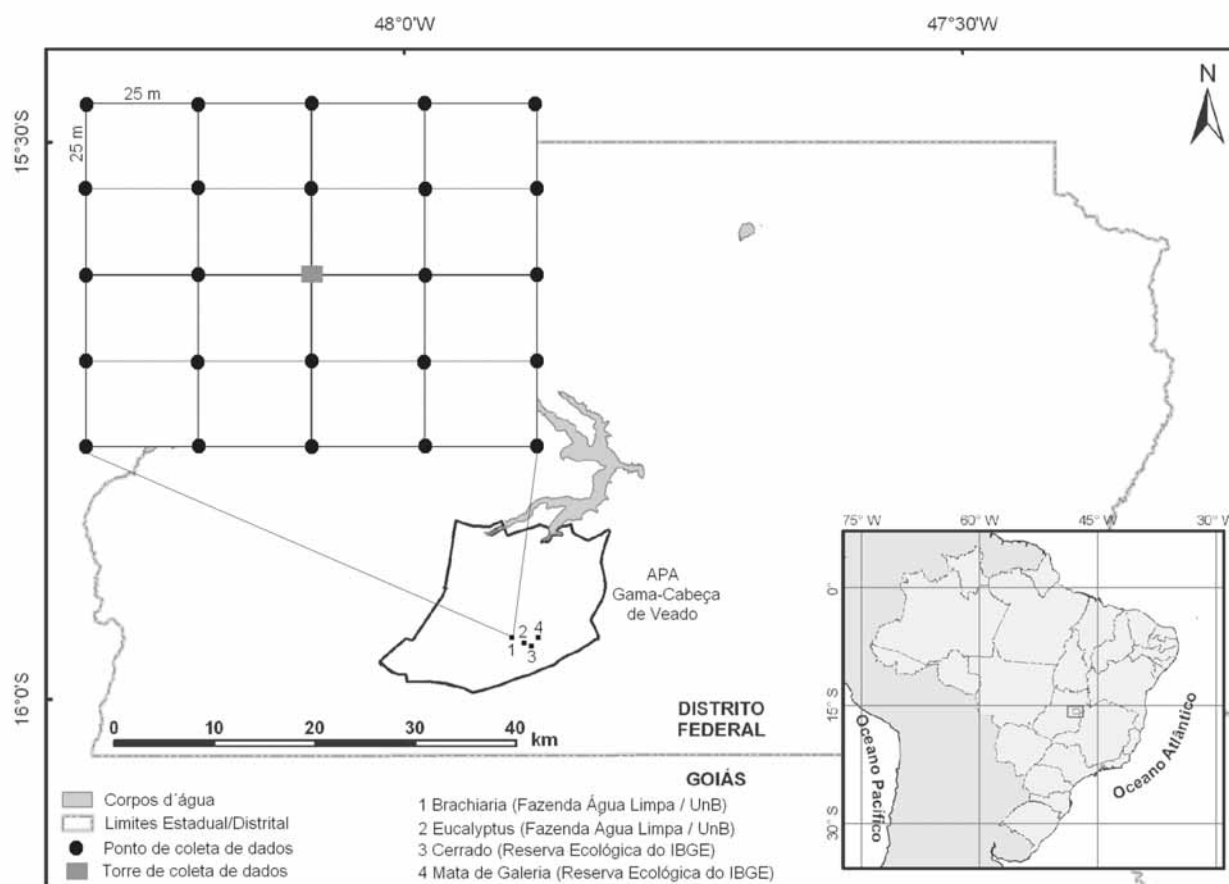 48°0'W
47°30'W
15°30'S
16°0'S
25 m
25 m
N
APA
Gama-Cabeça
de Veado
1
2
3
4
0
10
20
30
40
km
DISTRITO
FEDERAL
GOIÁS
Corpos d´água
Limites Estadual/Distrital
Ponto de coleta de dados
Torre de coleta de dados
1 Brachiaria (Fazenda Água Limpa / UnB)
2 Eucalyptus (Fazenda Água Limpa / UnB)
3 Cerrado (Reserva Ecológica do IBGE)
4 Mata de Galeria (Reserva Ecológica do IBGE)
75° W
60° W
45°W
30° W
0°
15° S
30° S
Oceano Pacífico
Oceano Atlântico